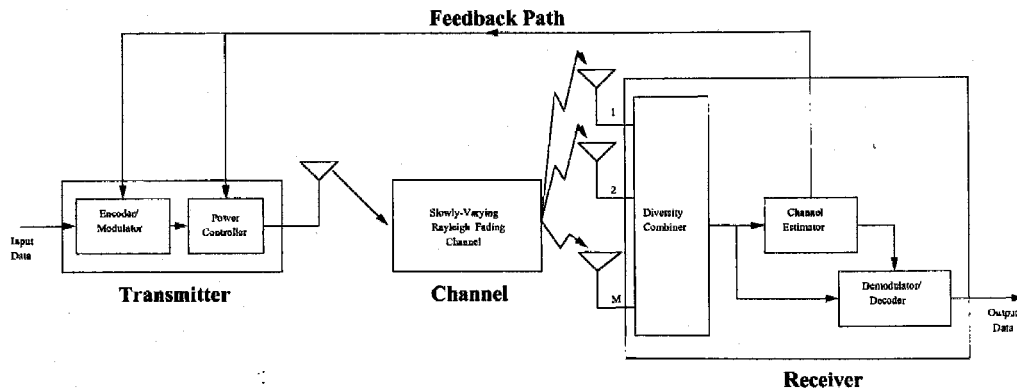 Feedback Path
1
2
M
Encoder/
Modulator
Power
Controller
Input
Data
Transmitter
Slowly-Varying
Rayleigh Fading
Channel
Channel
Diversity
Combiner
Channel
Estimator
Demodulator/
Decoder
Output
Data
Receiver